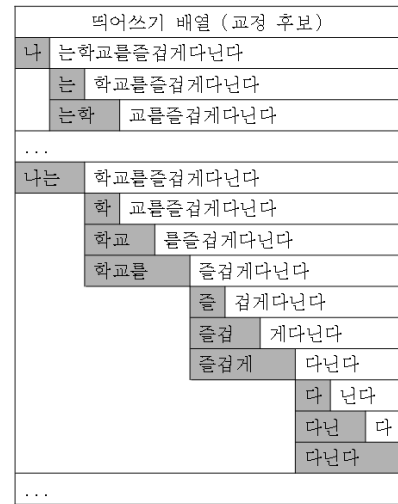 띄어쓰기 배열 (교정 후보)
나 는학교를즐겁게다닌다
는 학교를즐겁게다닌다
는학 교를즐겁게다닌다
...
나는 학교를즐겁게다닌다
학 교를즐겁게다닌다
학교 를즐겁게다닌다
학교를 즐겁게다닌다
즐 겁게다닌다
즐겁 게다닌다
즐겁게 다닌다
다 닌다
다닌 다
다닌다
...